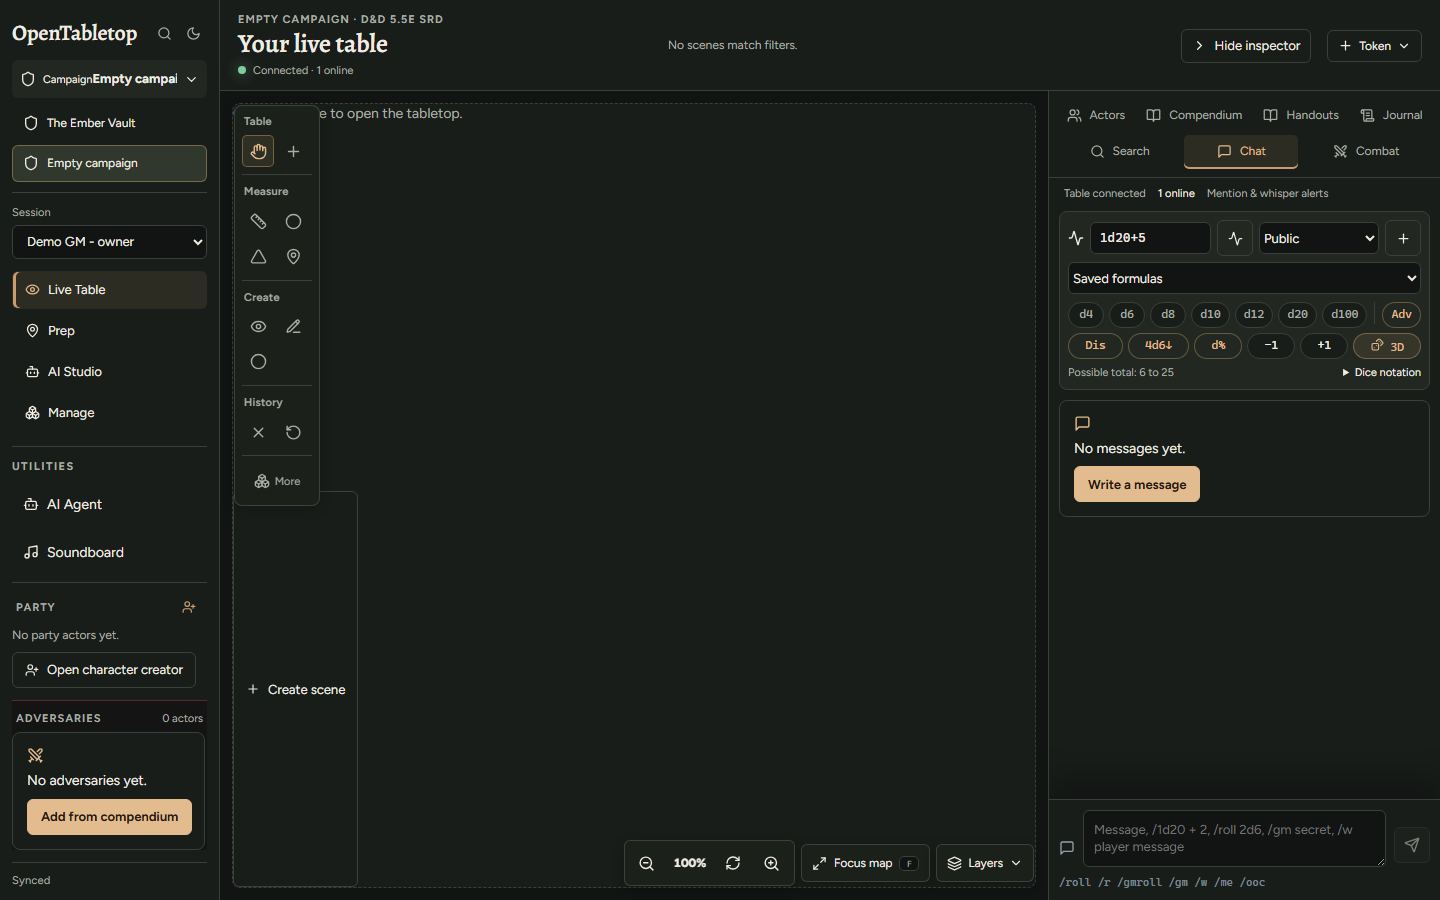 OpenTabletop
CampaignEmpty campai
The Ember Vault
Empty campaign
Session
Demo GM - owner
Live Table
Prep
AI Studio
Manage
UTILITIES
AI Agent
Soundboard
PARTY
No party actors yet.
Open character creator
ADVERSARIES 0 actors
No adversaries yet.
Add from compendium
Synced
EMPTY CAMPAIGN · D&D 5.5E SRD
Your live table
Connected · 1 online
No scenes match filters.
Hide inspector
Token
e to open the tabletop.
Table
Measure
Create
History
More
Create scene
100%
Focus map F
Layers
Actors Compendium Handouts Journal
Search Chat Combat
Table connected 1 online Mention & whisper alerts
1d20+5 Public
Saved formulas
d4 d6 d8 d10 d12 d20 d100 Adv
Dis 4d6↓ d% −1 +1 3D
Possible total: 6 to 25 Dice notation
No messages yet.
Write a message
Message, /1d20 + 2, /roll 2d6, /gm secret, /w
player message
/roll /r /gmroll /gm /w /me /ooc